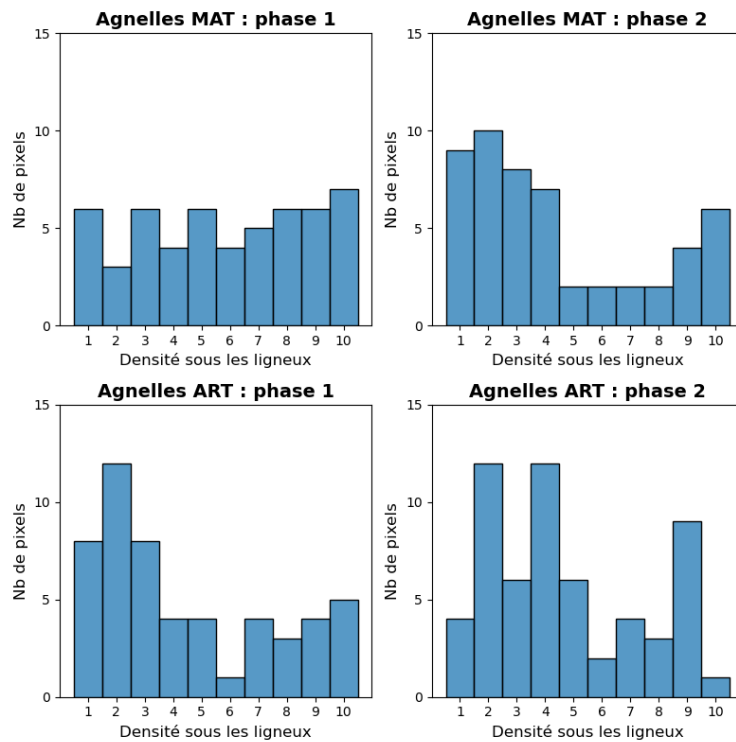 Agnelles MAT : phase 1
15
10
5
0
Nb de pixels
1 2 3 4 5 6 7 8 9 10
Densité sous les ligneux
Agnelles MAT : phase 2
15
10
5
0
Nb de pixels
1 2 3 4 5 6 7 8 9 10
Densité sous les ligneux
Agnelles ART : phase 1
15
10
5
0
Nb de pixels
1 2 3 4 5 6 7 8 9 10
Densité sous les ligneux
Agnelles ART : phase 2
15
10
5
0
Nb de pixels
1 2 3 4 5 6 7 8 9 10
Densité sous les ligneux